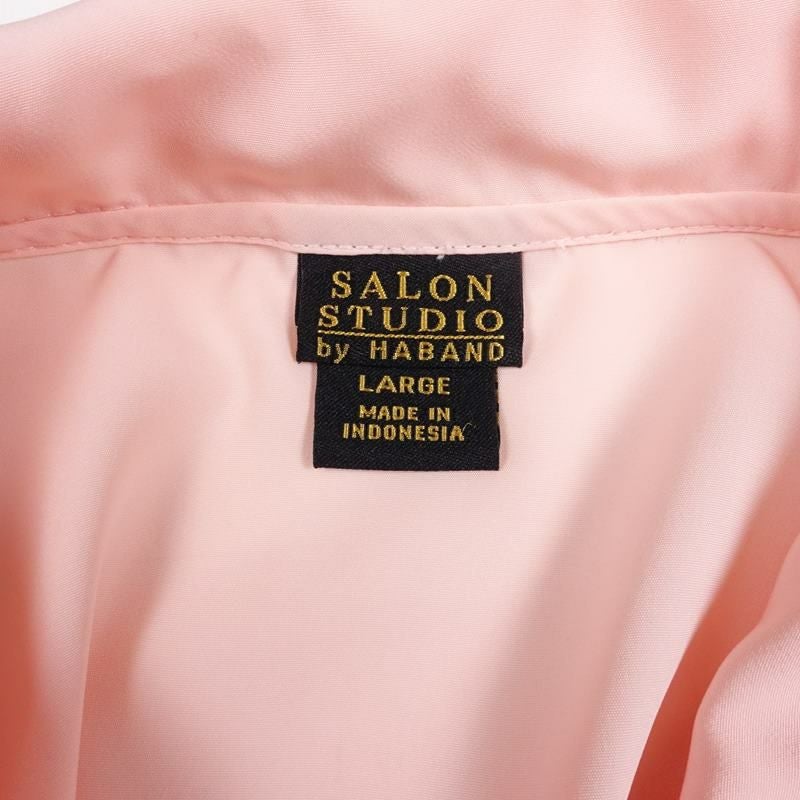 SALON
STUDIO
by HABAND
LARGE
MADE IN
INDONESIA